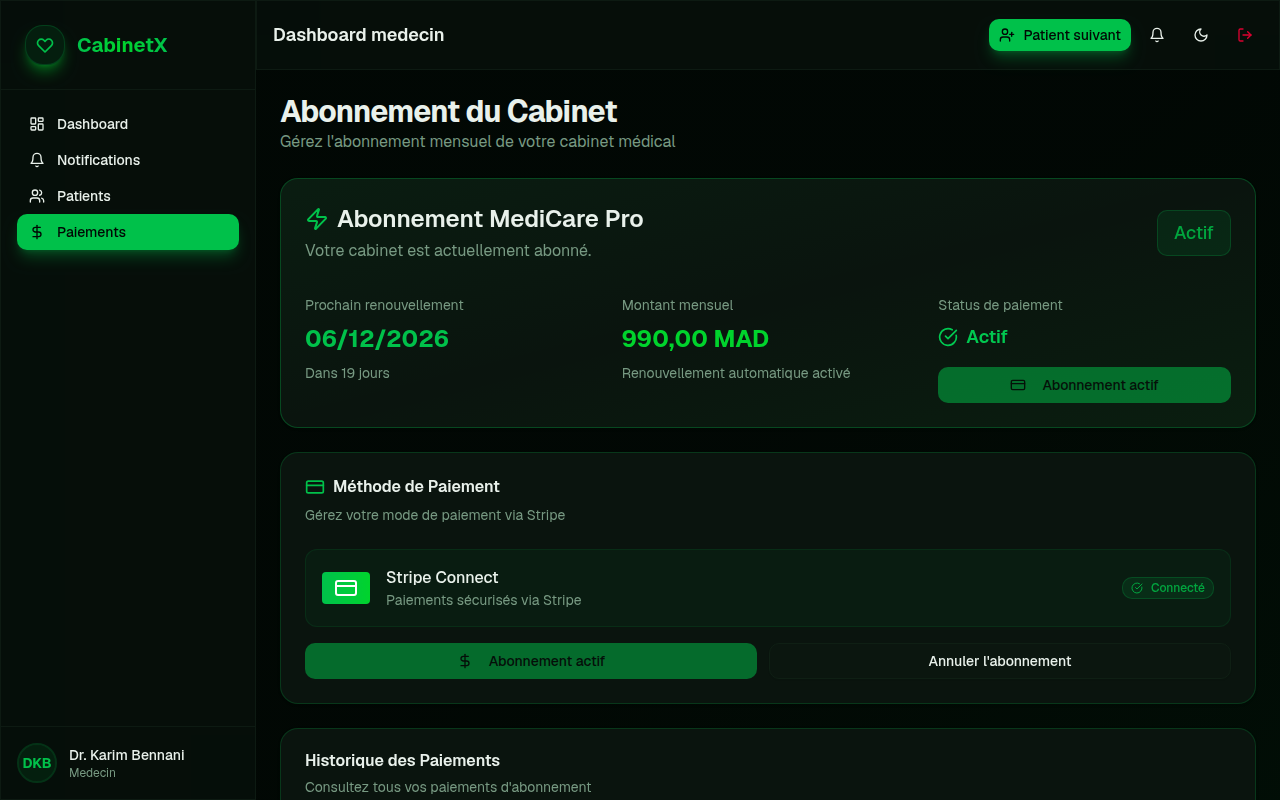 CabinetX
Dashboard
Notifications
Patients
Paiements
DKB
Dr. Karim Bennani
Medecin
Dashboard medecin
Patient suivant
Abonnement du Cabinet
Gérez l'abonnement mensuel de votre cabinet médical
Abonnement MediCare Pro
Votre cabinet est actuellement abonné.
Actif
Prochain renouvellement
06/12/2026
Dans 19 jours
Montant mensuel
990,00 MAD
Renouvellement automatique activé
Status de paiement
Actif
Abonnement actif
Méthode de Paiement
Gérez votre mode de paiement via Stripe
Stripe Connect
Paiements sécurisés via Stripe
Connecté
Abonnement actif
Annuler l'abonnement
Historique des Paiements
Consultez tous vos paiements d'abonnement